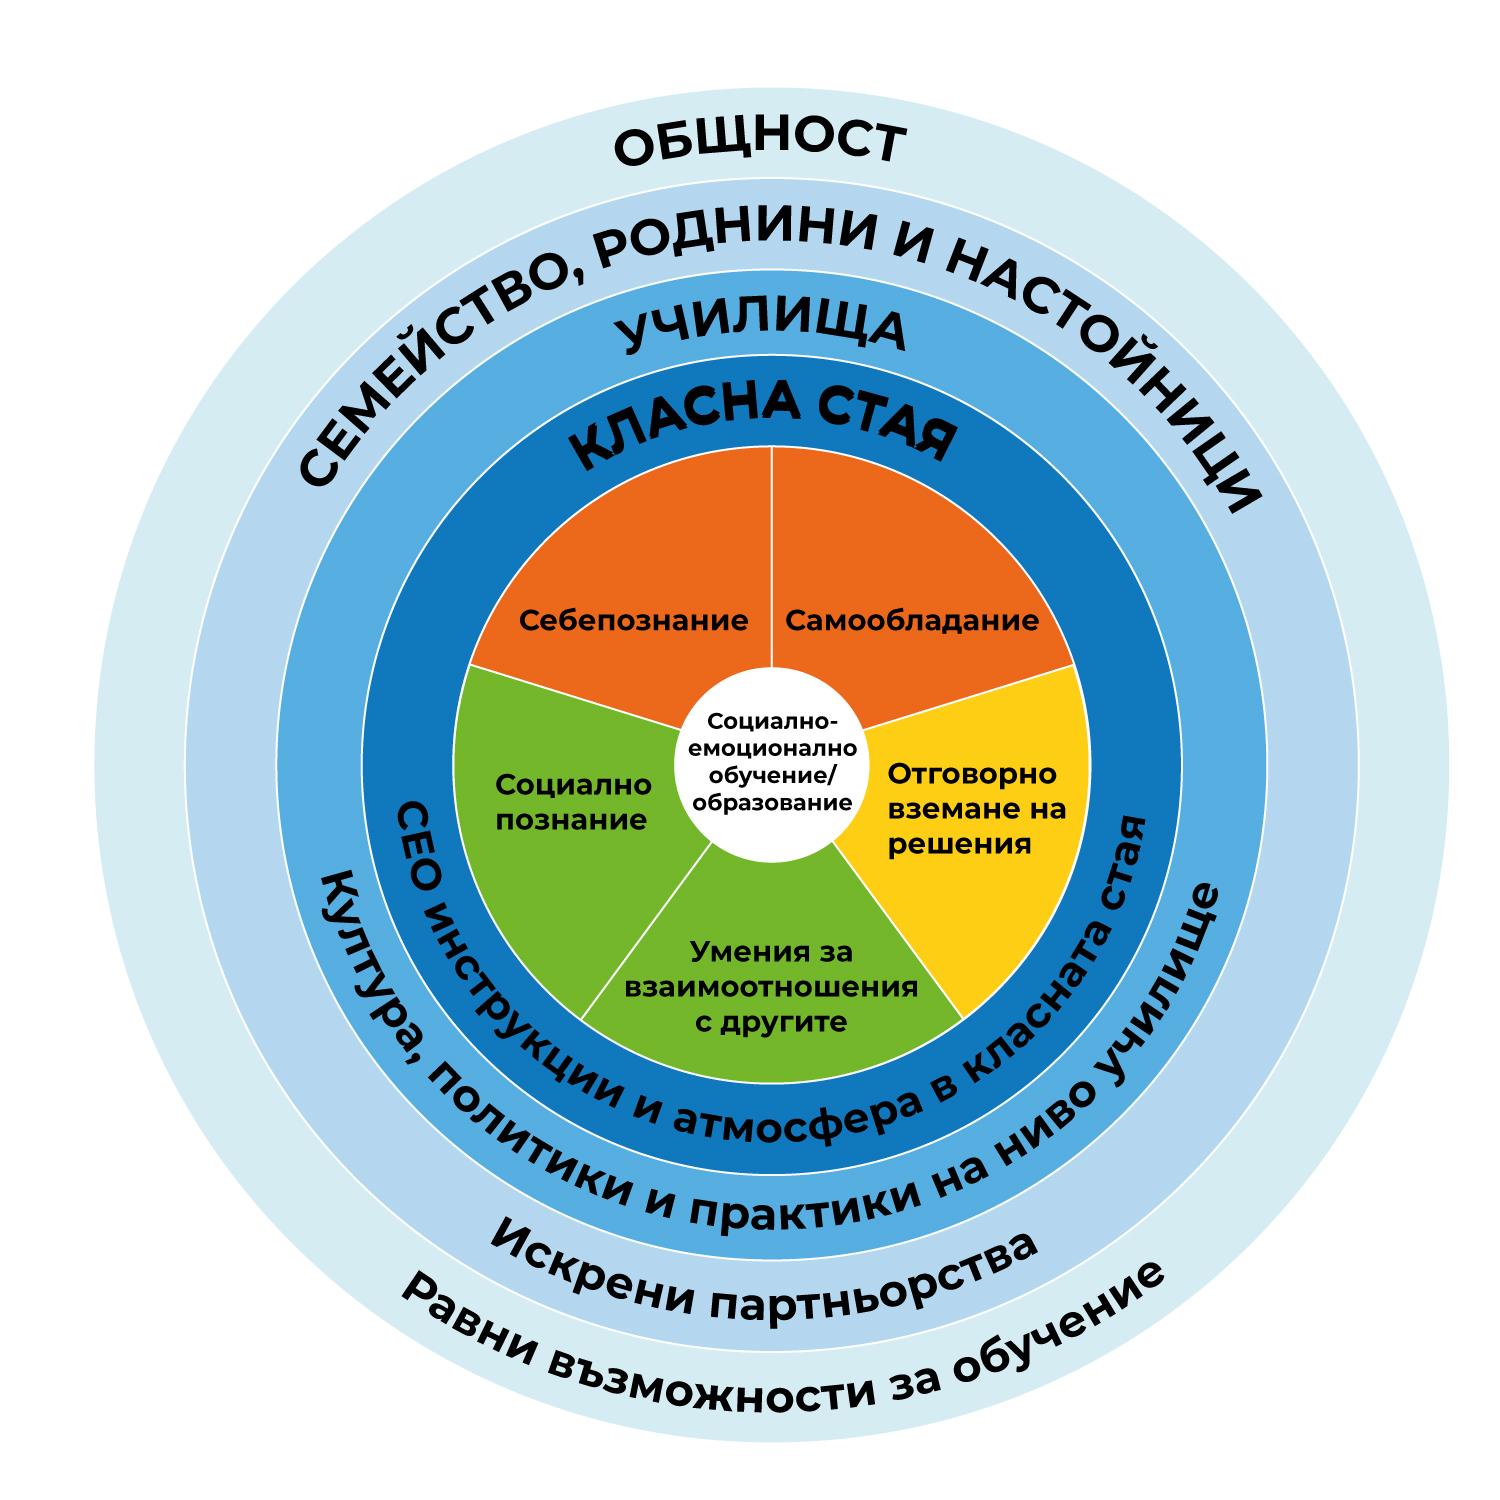 ОБЩНОСТ
СЕМЕЙСТВО, РОДНИНИ И НАСТОЙНИЦИ
УЧИЛИЩА
КЛАСНА СТАЯ
Себепознание
Самообладание
Социално-
емоционално
обучение/
образование
Социално
познание
Отговорно
вземане на
решения
Умения за
взаимоотношения
с другите
СЕО инструкции и атмосфера в класната стая
Култура, политики и практики на ниво училище
Искрени партньорства
Равни възможности за обучение